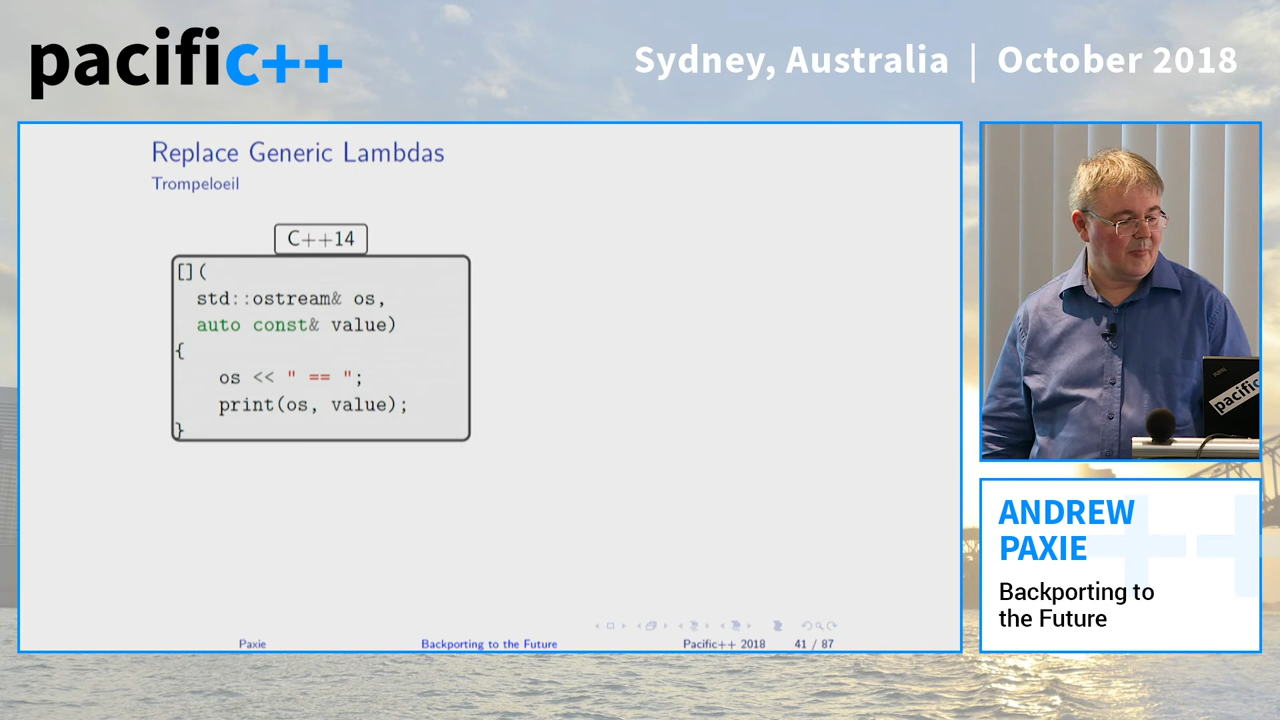 pacific++
Sydney, Australia | October 2018
Replace Generic Lambdas
Trompeloeil
C++14
[](
std::ostream& os,
auto const& value)
{
os << " == ";
print(os, value);
}
Paxie
Backporting to the Future
Pacific++ 2018
41 / 87
pacific
ANDREW
PAXIE
Backporting to
the Future